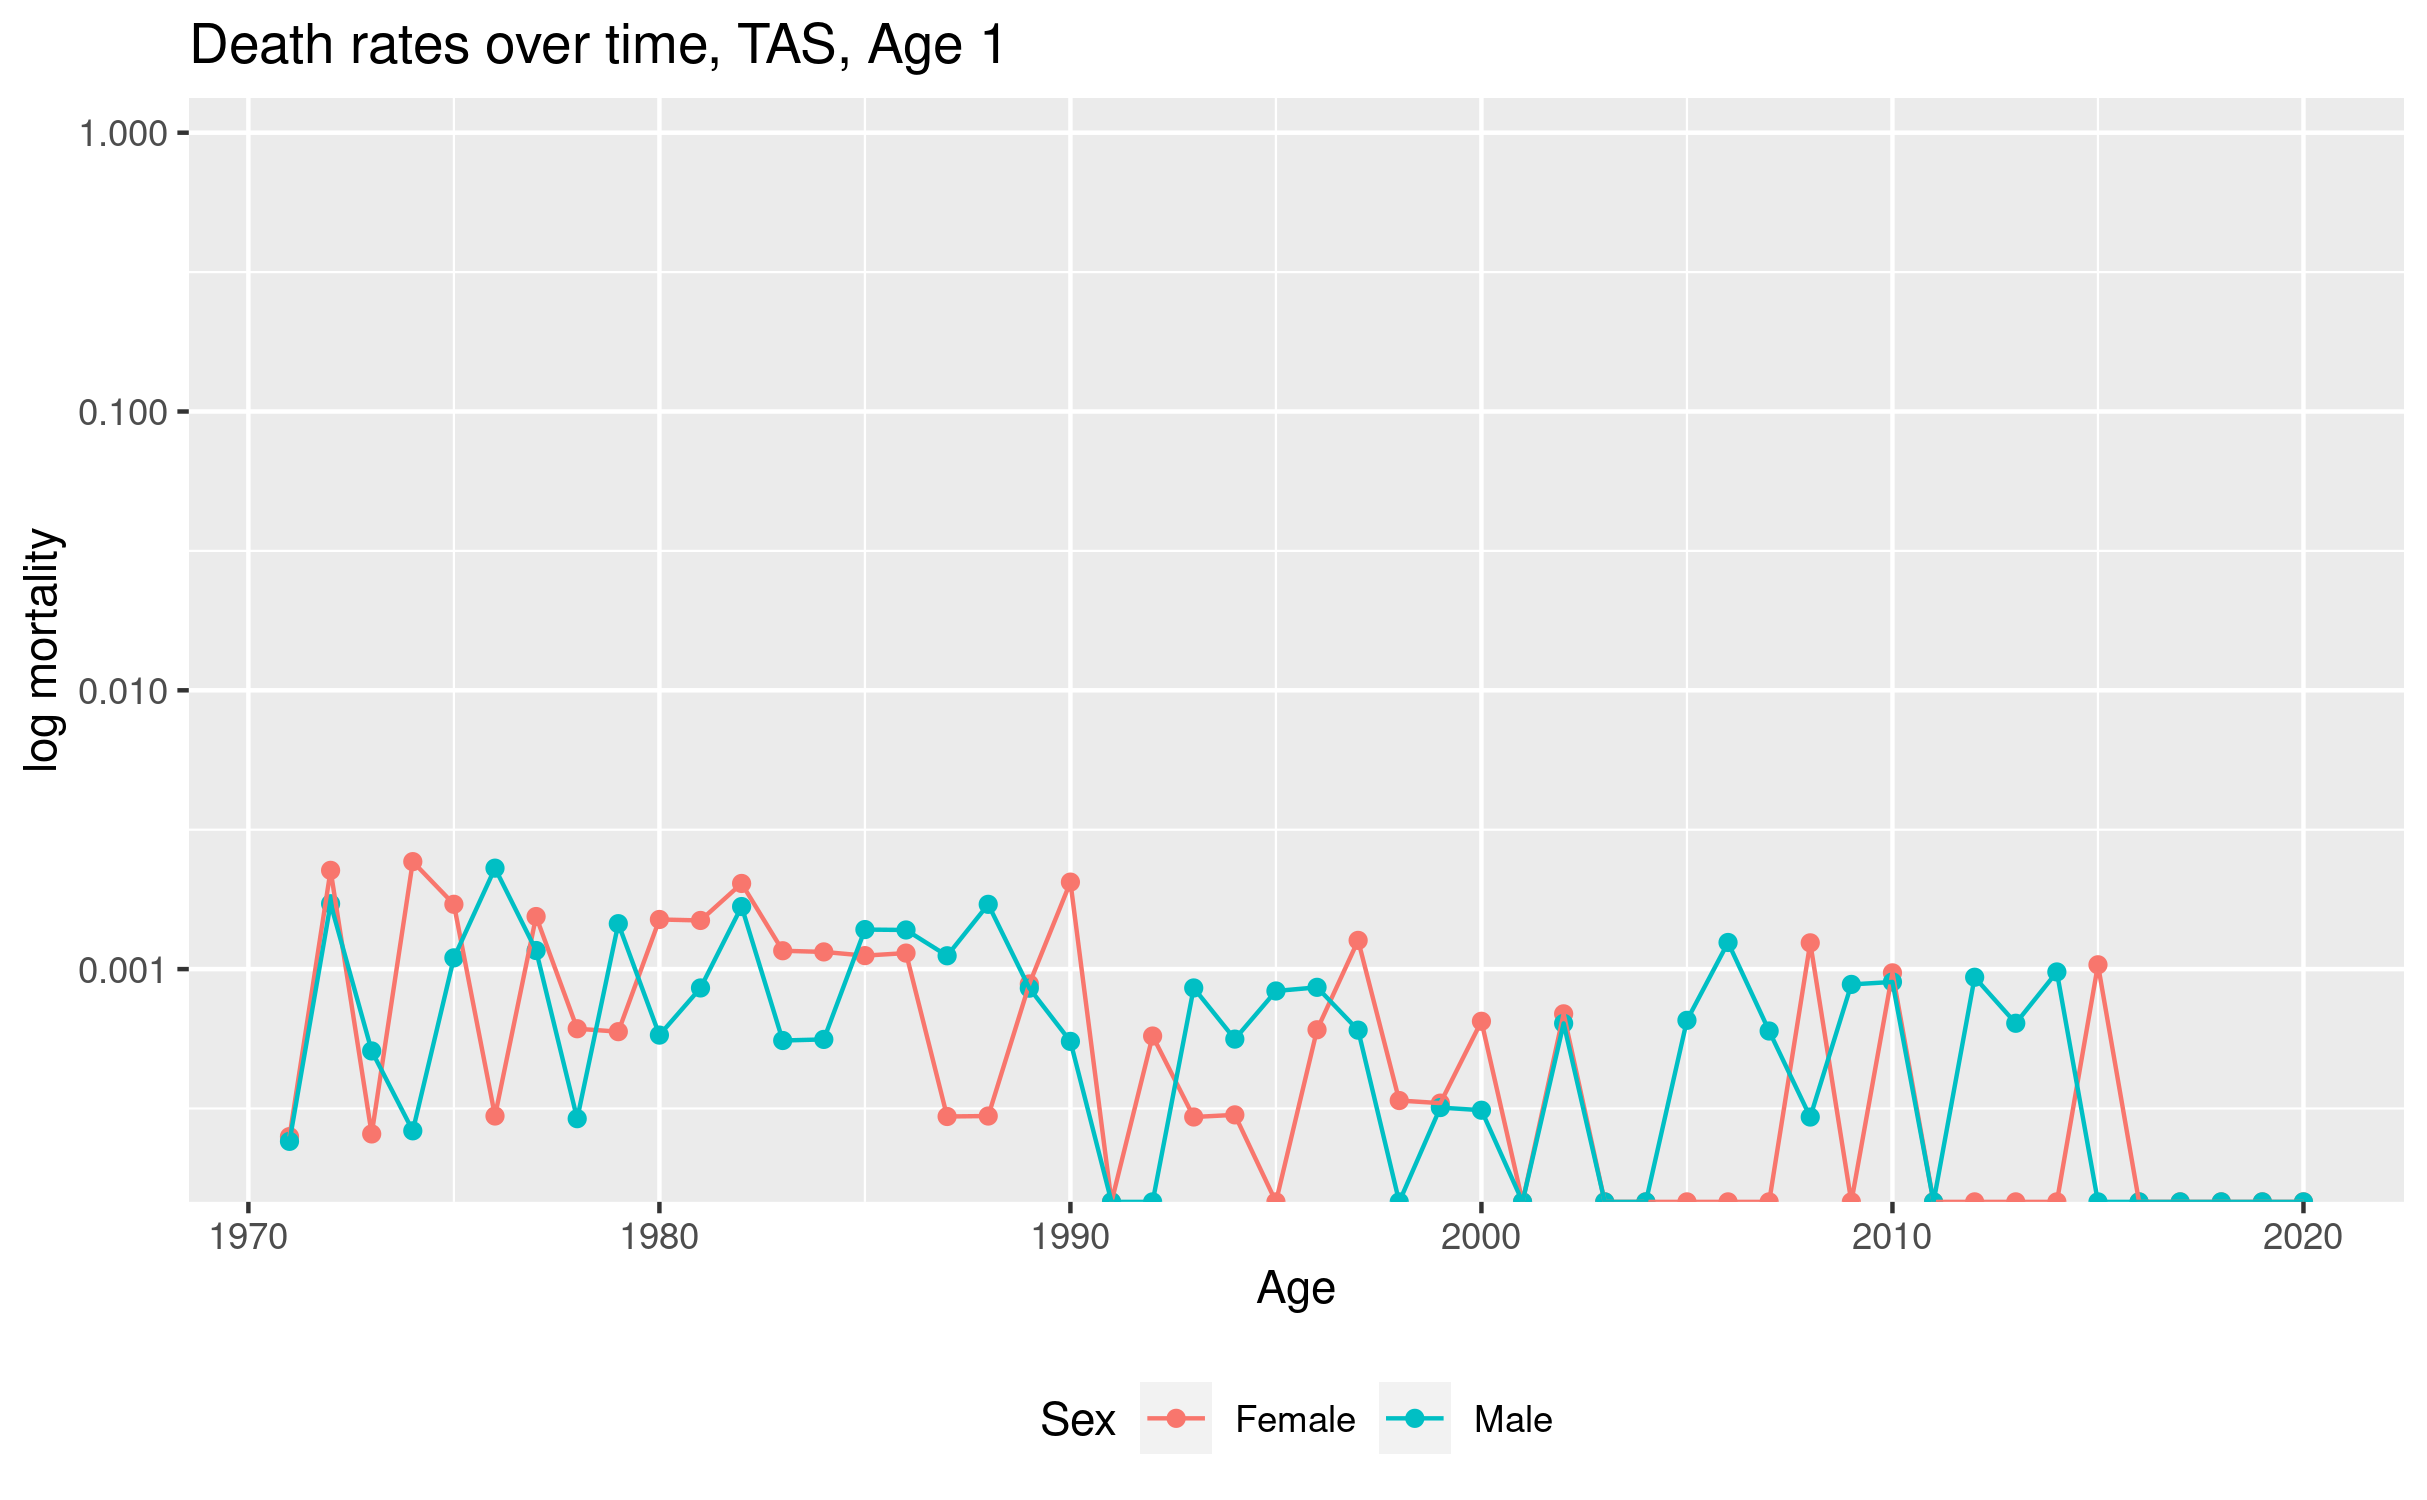 Death rates over time, TAS, Age 1
1.000
0.100
0.010
0.001
log mortality
1970 1980 1990 2000 2010 2020
Age
Sex Female Male